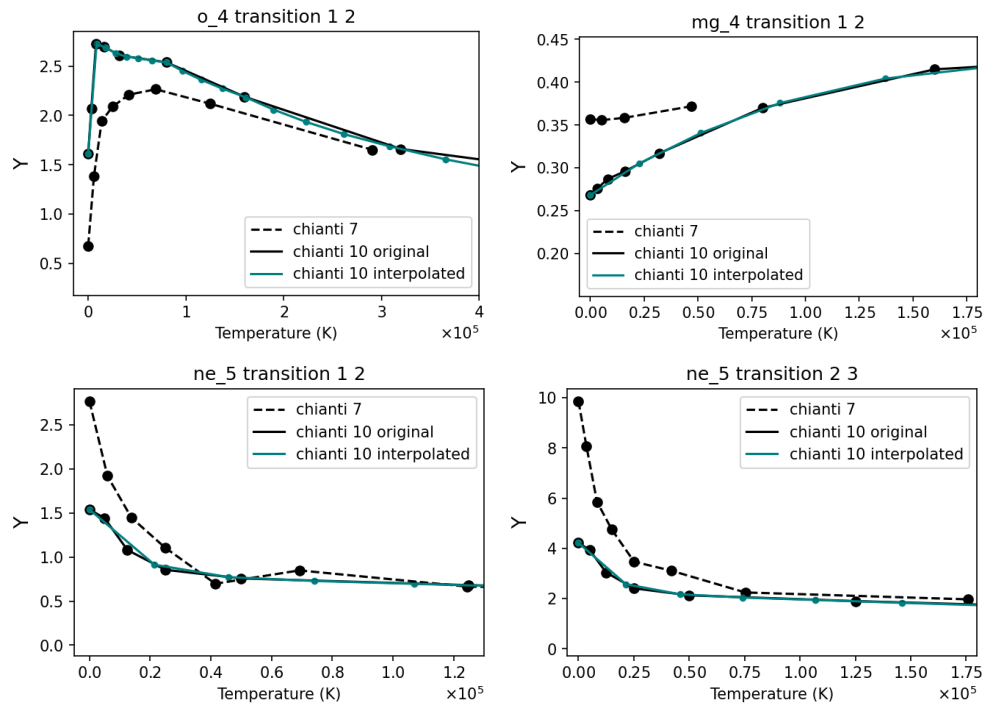 o_4 transition 1 2
2.5
2.0
1.5
1.0
0.5
Y
chianti 7
chianti 10 original
chianti 10 interpolated
0 1 2 3 4
Temperature (K)
×10⁵
mg_4 transition 1 2
0.45
0.40
0.35
0.30
0.25
0.20
Y
chianti 7
chianti 10 original
chianti 10 interpolated
0.00 0.25 0.50 0.75 1.00 1.25 1.50 1.75
Temperature (K)
×10⁵
ne_5 transition 1 2
2.5
2.0
1.5
1.0
0.5
0.0
Y
chianti 7
chianti 10 original
chianti 10 interpolated
0.0 0.2 0.4 0.6 0.8 1.0 1.2
Temperature (K)
×10⁵
ne_5 transition 2 3
10
8
6
4
2
0
Y
chianti 7
chianti 10 original
chianti 10 interpolated
0.00 0.25 0.50 0.75 1.00 1.25 1.50 1.75
Temperature (K)
×10⁵